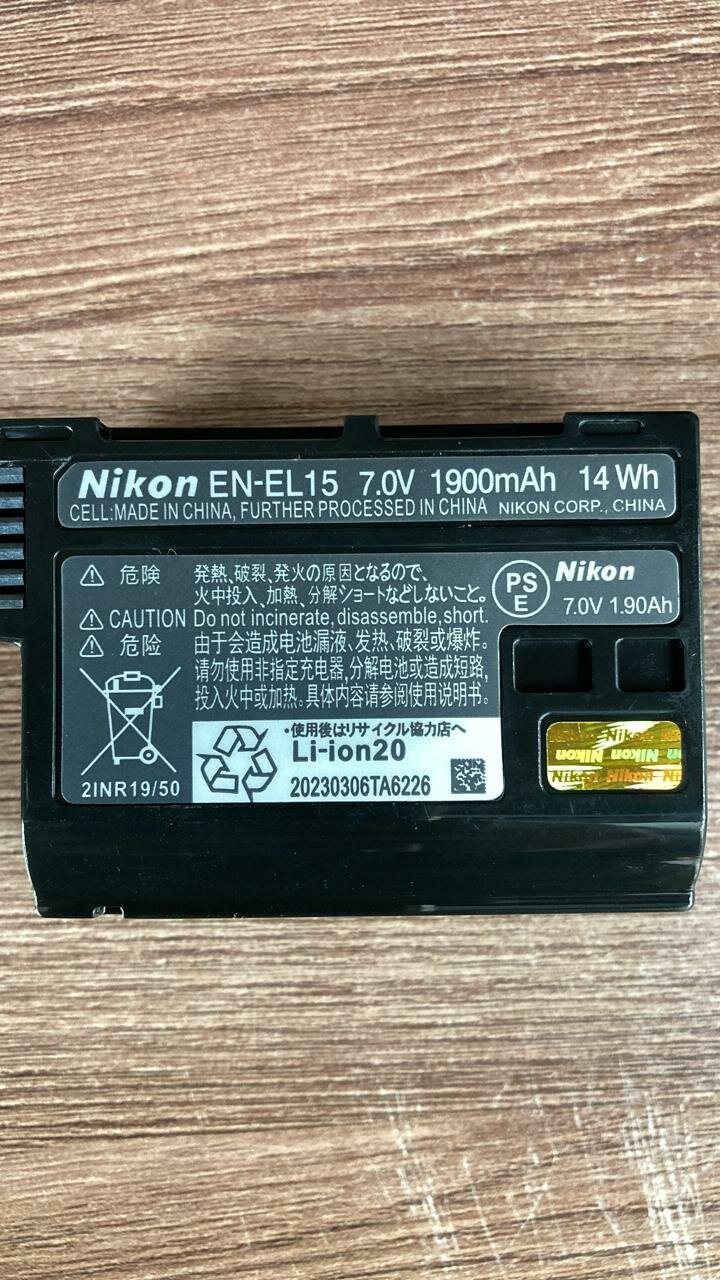 Nikon EN-EL15 7.0V 1900mAh 14 Wh
CELL:MADE IN CHINA, FURTHER PROCESSED IN CHINA NIKON CORP., CHINA
危険 発熱、破裂、発火の原因となるので、
火中投入、加熱、分解ショートなどしないこと。
CAUTION Do not incinerate, disassemble, short.
危险 由于会造成电池漏液、发热、破裂或爆炸。
请勿使用非指定充电器,分解电池或造成短路,
投入火中或加热。具体内容请参阅使用说明书。
PS
E
Nikon
7.0V 1.90Ah
2INR19/50
•使用後はリサイクル協力店へ
Li-ion20
20230306TA6226
Nikon
Nikon Nikon
Nikon Nikon Ni